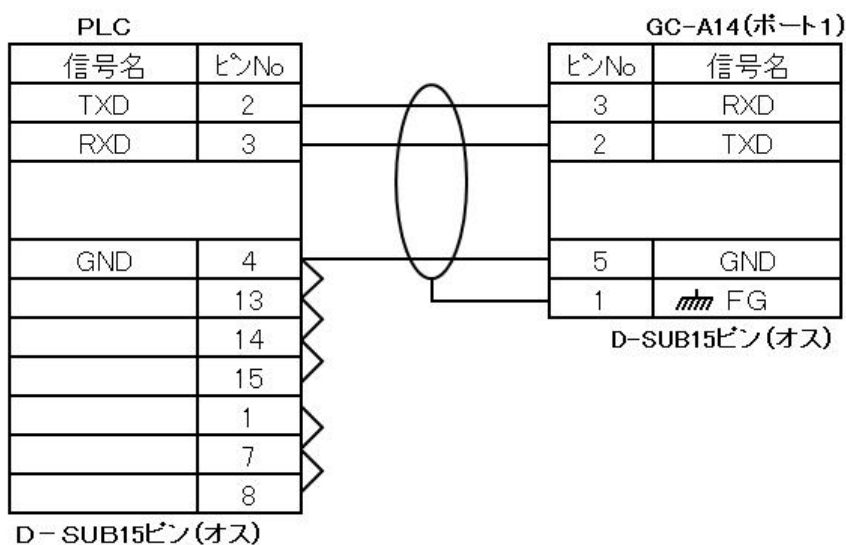 PLC
GC-A14(ポート1)
信号名 ピンNo
ピンNo 信号名
TXD 2
3 RXD
RXD 3
2 TXD
GND 4
5 GND
13
1 FG
14
D-SUB15ピン(オス)
15
1
7
8
D-SUB15ピン(オス)